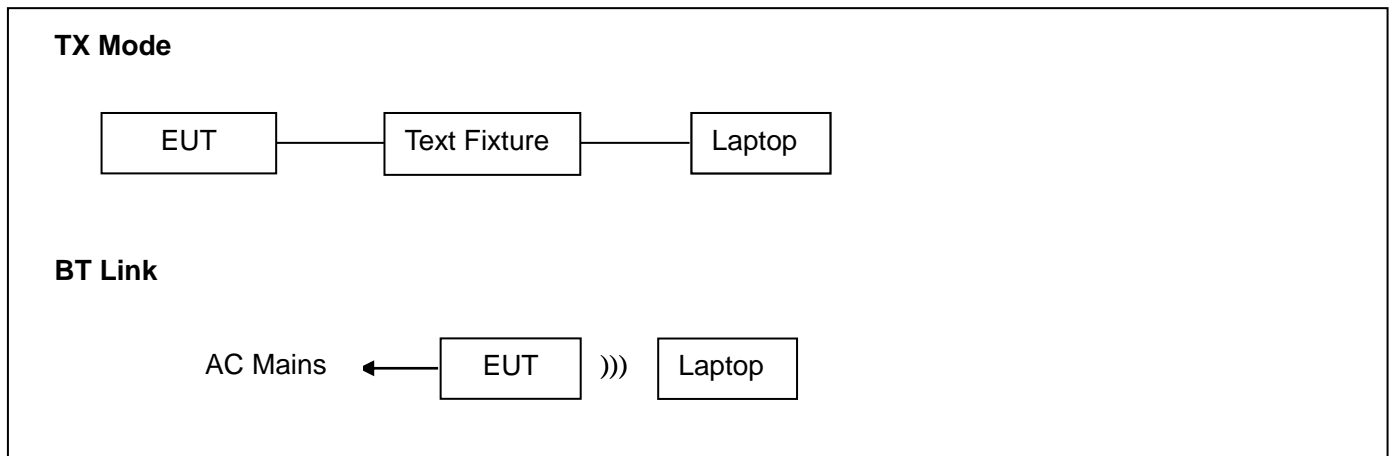 TX Mode
EUT Text Fixture Laptop
BT Link
AC Mains EUT ))) Laptop